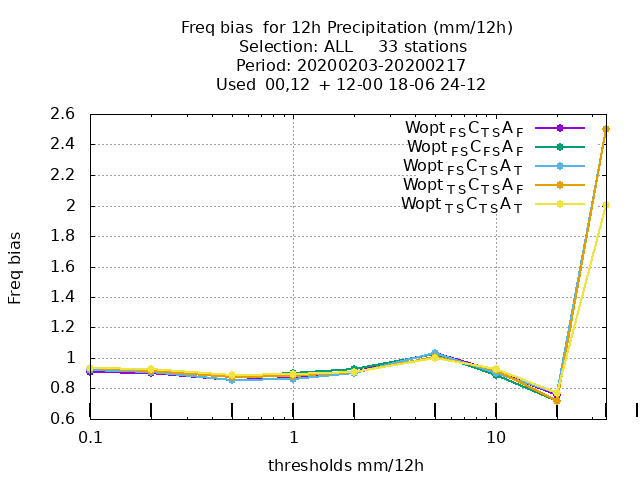 Freq bias  for 12h Precipitation (mm/12h)
Selection: ALL     33 stations
Period: 20200203-20200217
Used  00,12  + 12-00 18-06 24-12
2.6
2.4
2.2
2
1.8
1.6
1.4
1.2
1
0.8
0.6
Freq bias
Wopt FS C TS A F
Wopt FS C FS A F
Wopt FS C TS A T
Wopt TS C TS A F
Wopt TS C TS A T
0.1 1 10
thresholds mm/12h